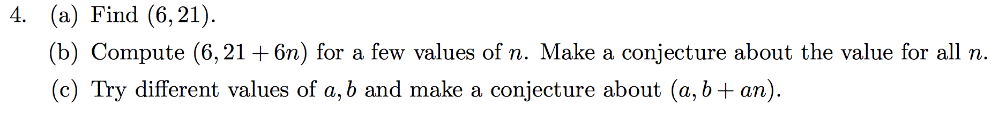 4. (a) Find (6, 21).
(b) Compute (6, 21 + 6n) for a few values of n. Make a conjecture about the value for all n.
(c) Try different values of a, b and make a conjecture about (a, b + an).